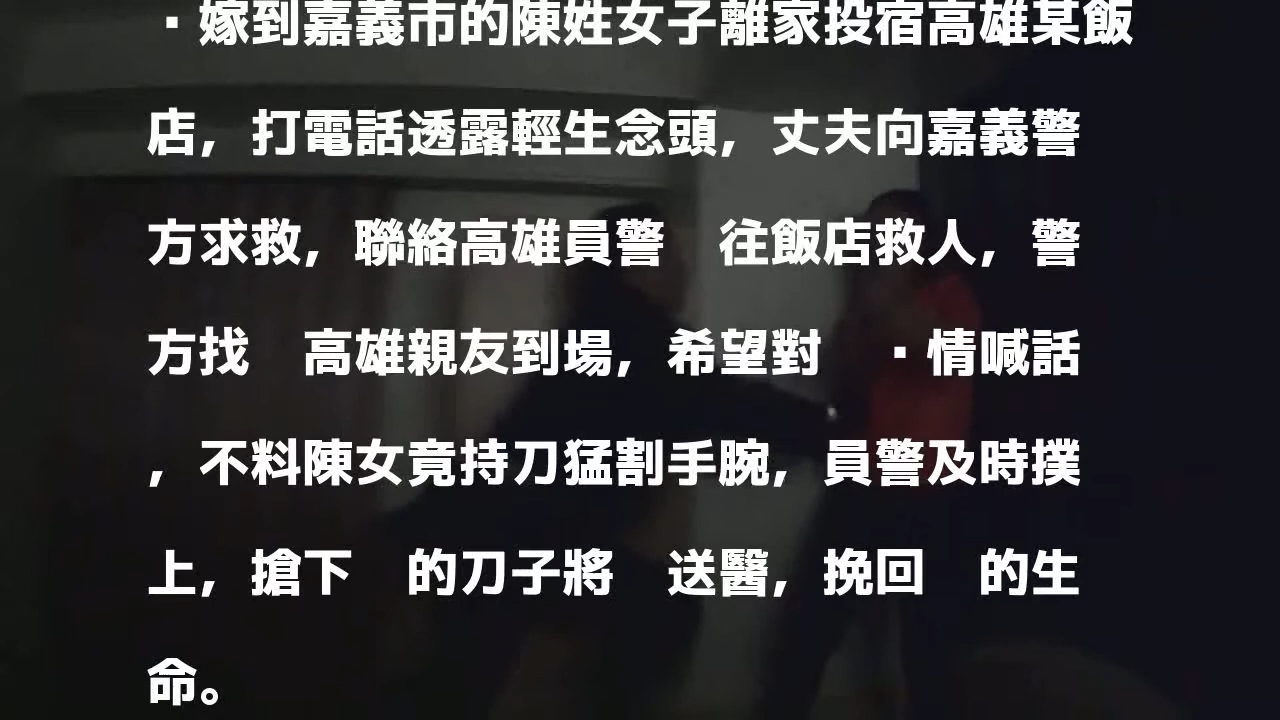 ▪嫁到嘉義市的陳姓女子離家投宿高雄某飯
店，打電話透露輕生念頭，丈夫向嘉義警
方求救，聯絡高雄員警　往飯店救人，警
方找　高雄親友到場，希望對　▪情喊話
，不料陳女竟持刀猛割手腕，員警及時撲
上，搶下　的刀子將　送醫，挽回　的生
命。